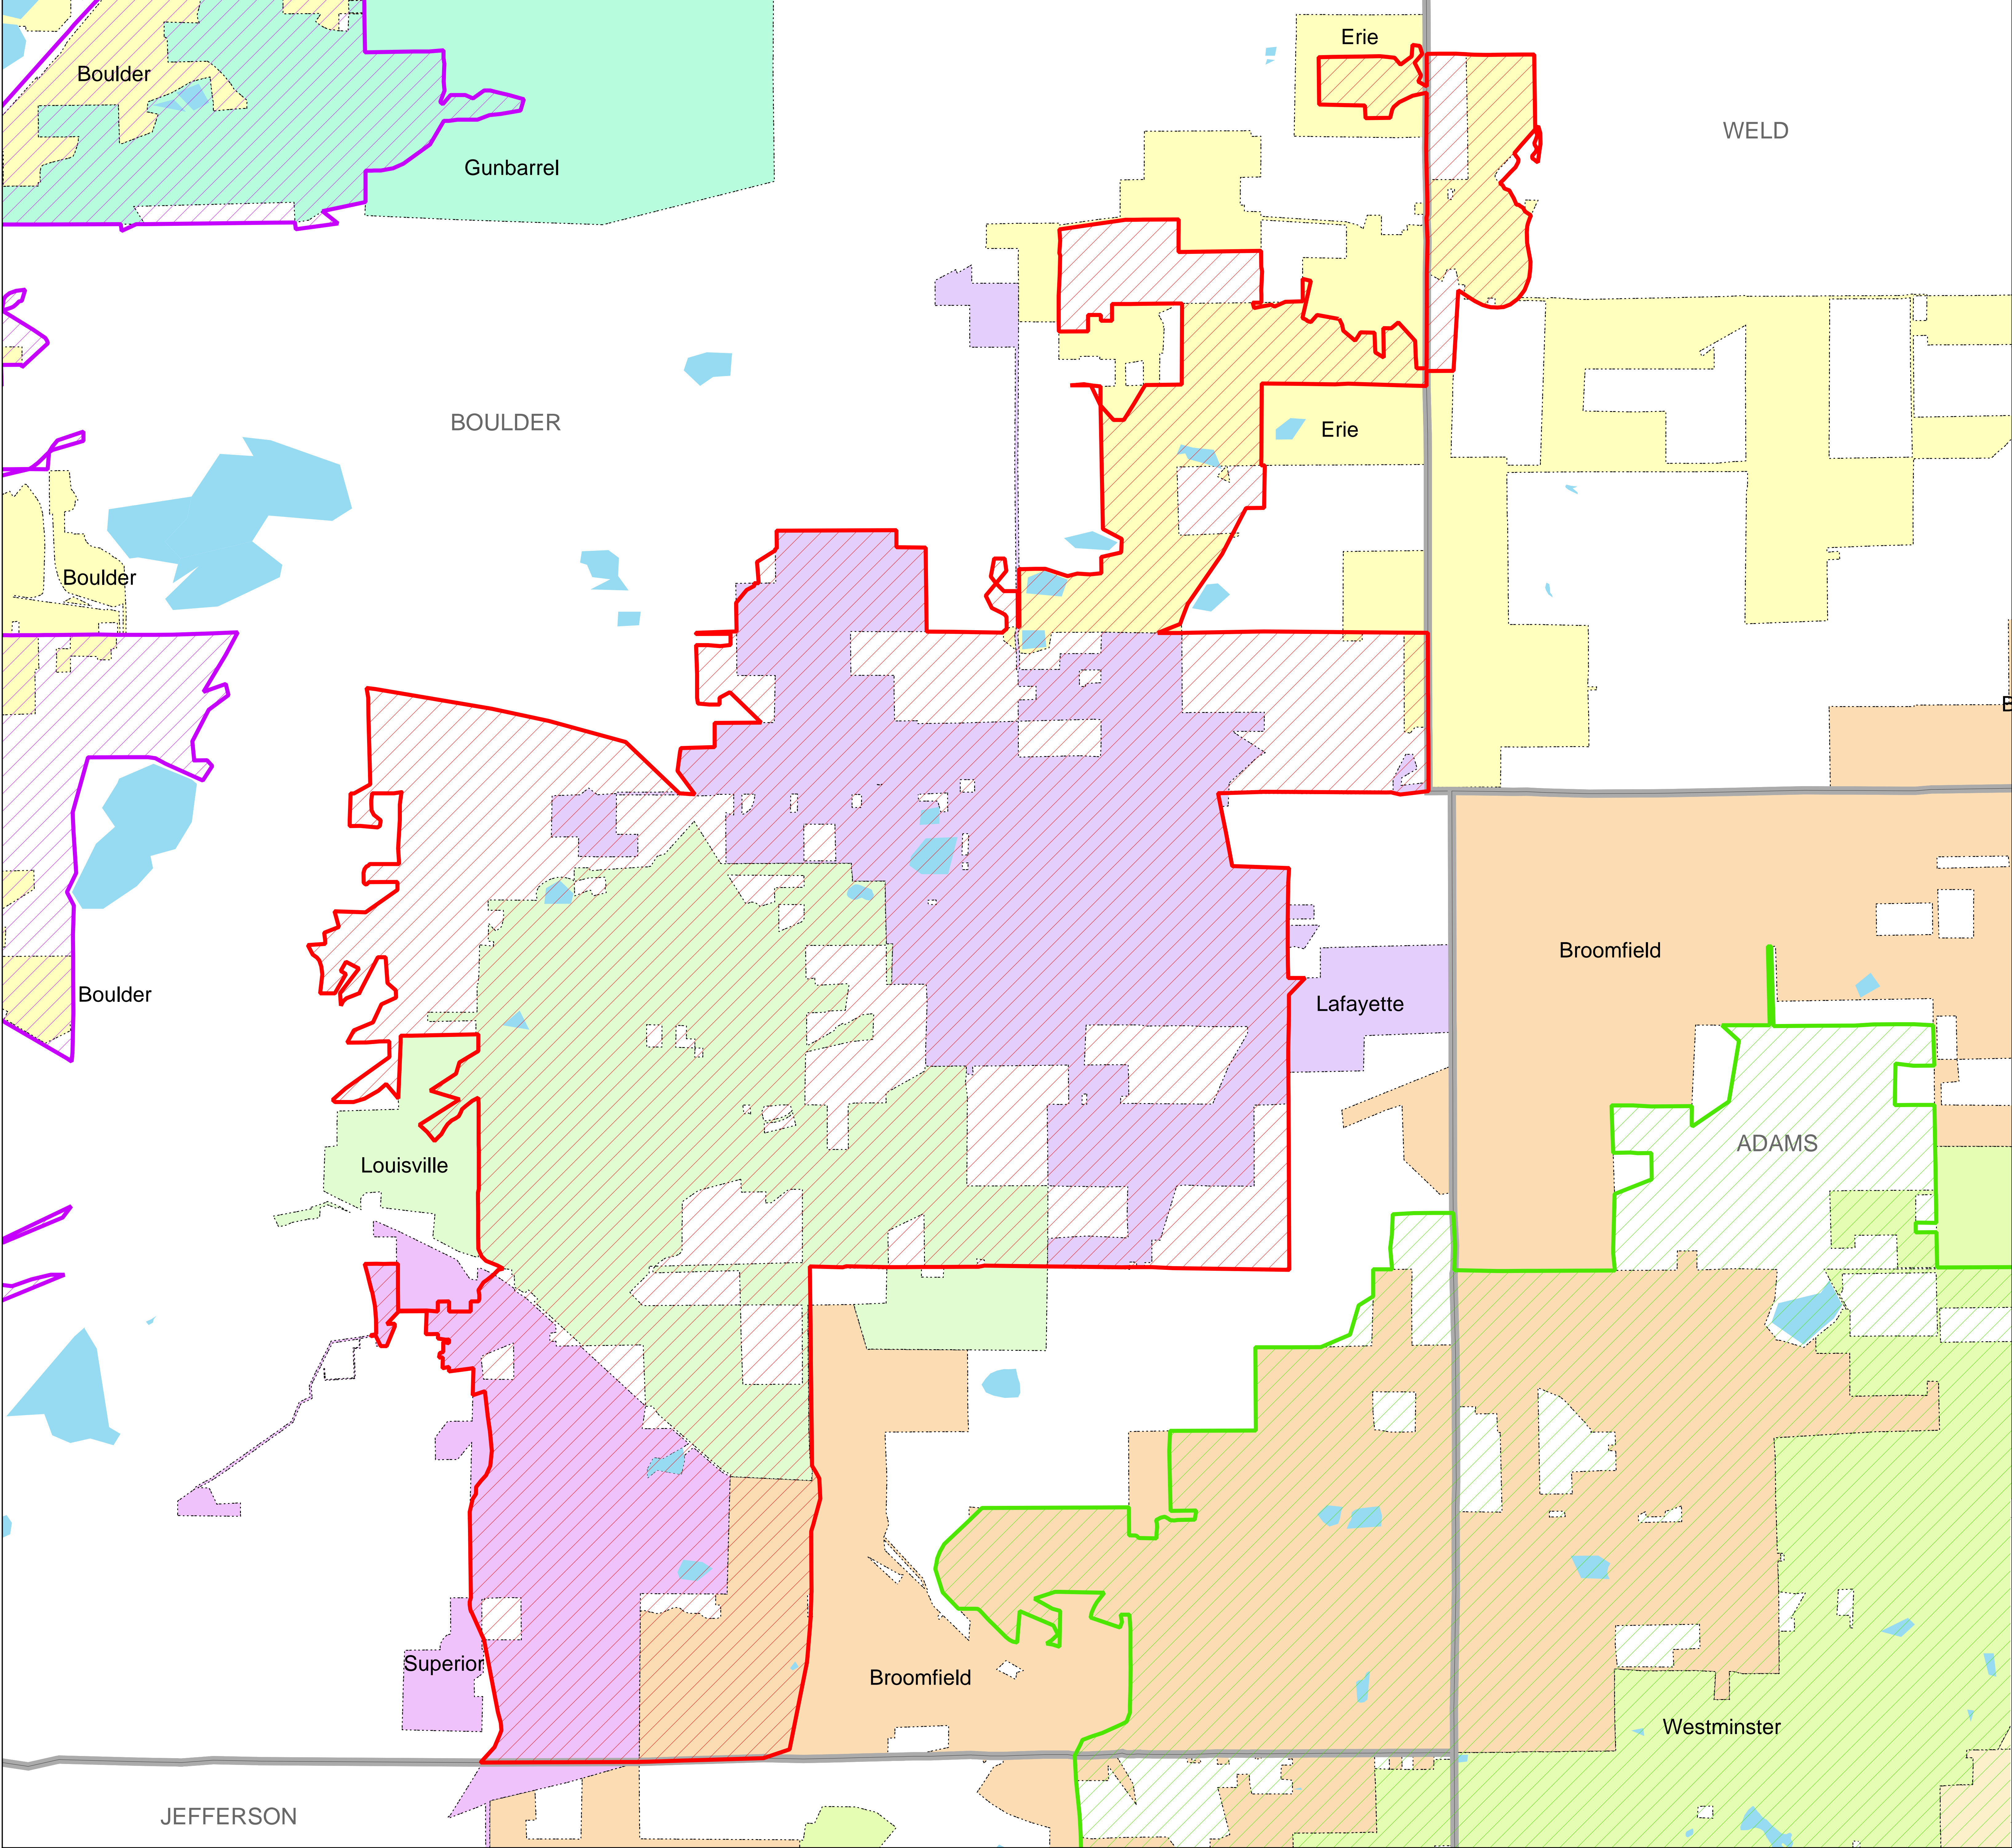 Erie
Boulder
WELD
Gunbarrel
BOULDER
Erie
Boulder
Broomfield
Boulder
Lafayette
ADAMS
Louisville
Superior
Broomfield
Westminster
JEFFERSON